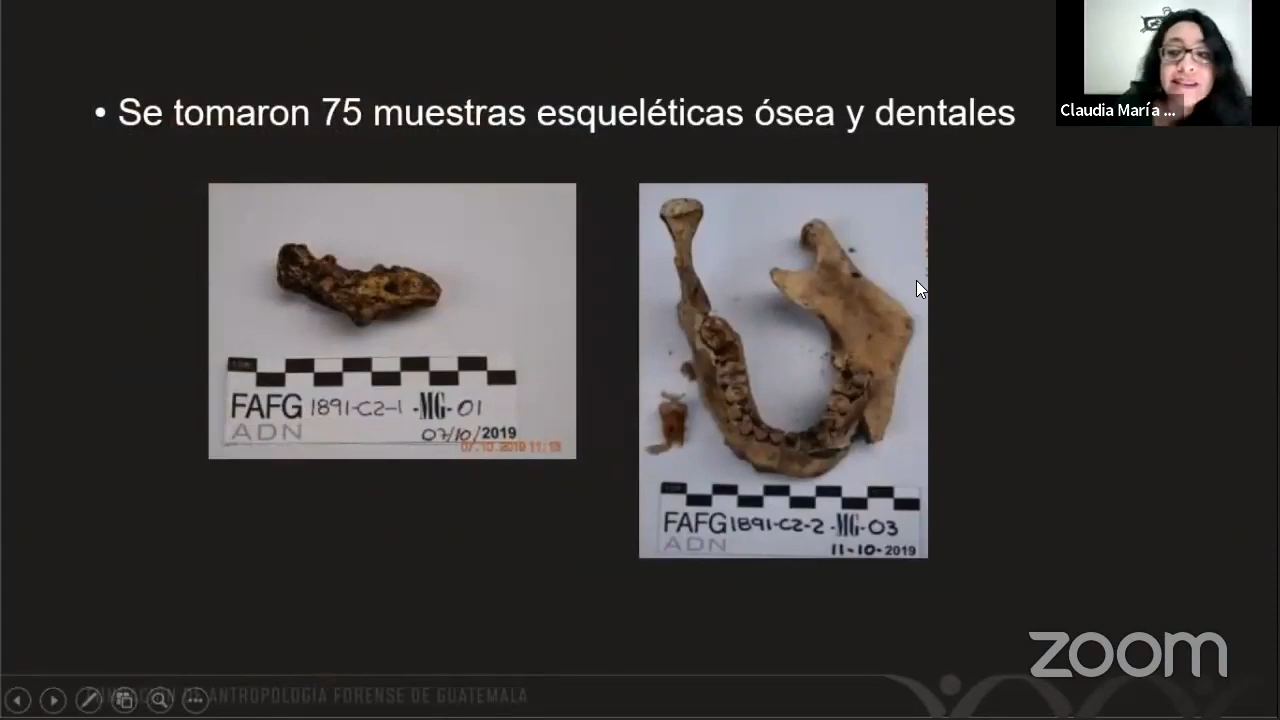 • Se tomaron 75 muestras esqueléticas ósea y dentales
Claudia María ...
FAFG 1891-C2-1-MG-01
ADN
07/10/2019
07.10.2019 11:13
FAFG 1891-C2-2-MG-03
ADN
11-10-2019
zoom
DE ANTROPOLOGÍA FORENSE DE GUATEMALA